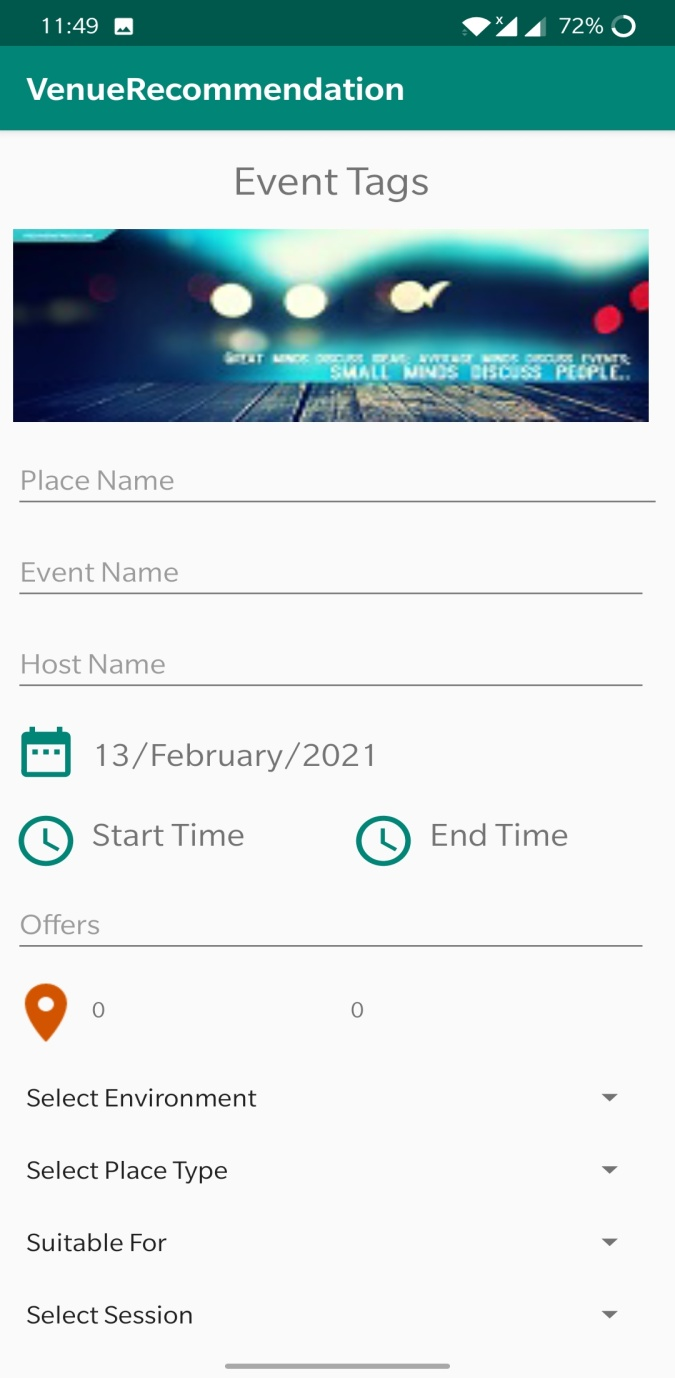 11:49 72%
VenueRecommendation
Event Tags
GREAT MINDS DISCUSS IDEAS; AVERAGE MINDS DISCUSS EVENTS;
SMALL MINDS DISCUSS PEOPLE..
Place Name
Event Name
Host Name
13/February/2021
Start Time End Time
Offers
0 0
Select Environment
Select Place Type
Suitable For
Select Session